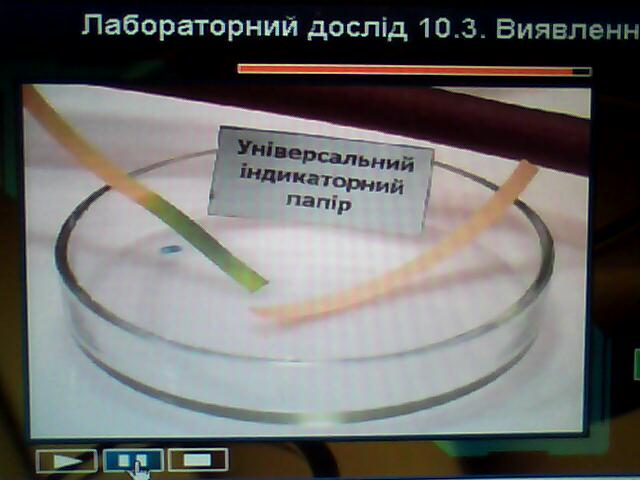 Лабораторний дослід 10.3. Виявленн
Універсальний
індикаторний
папір